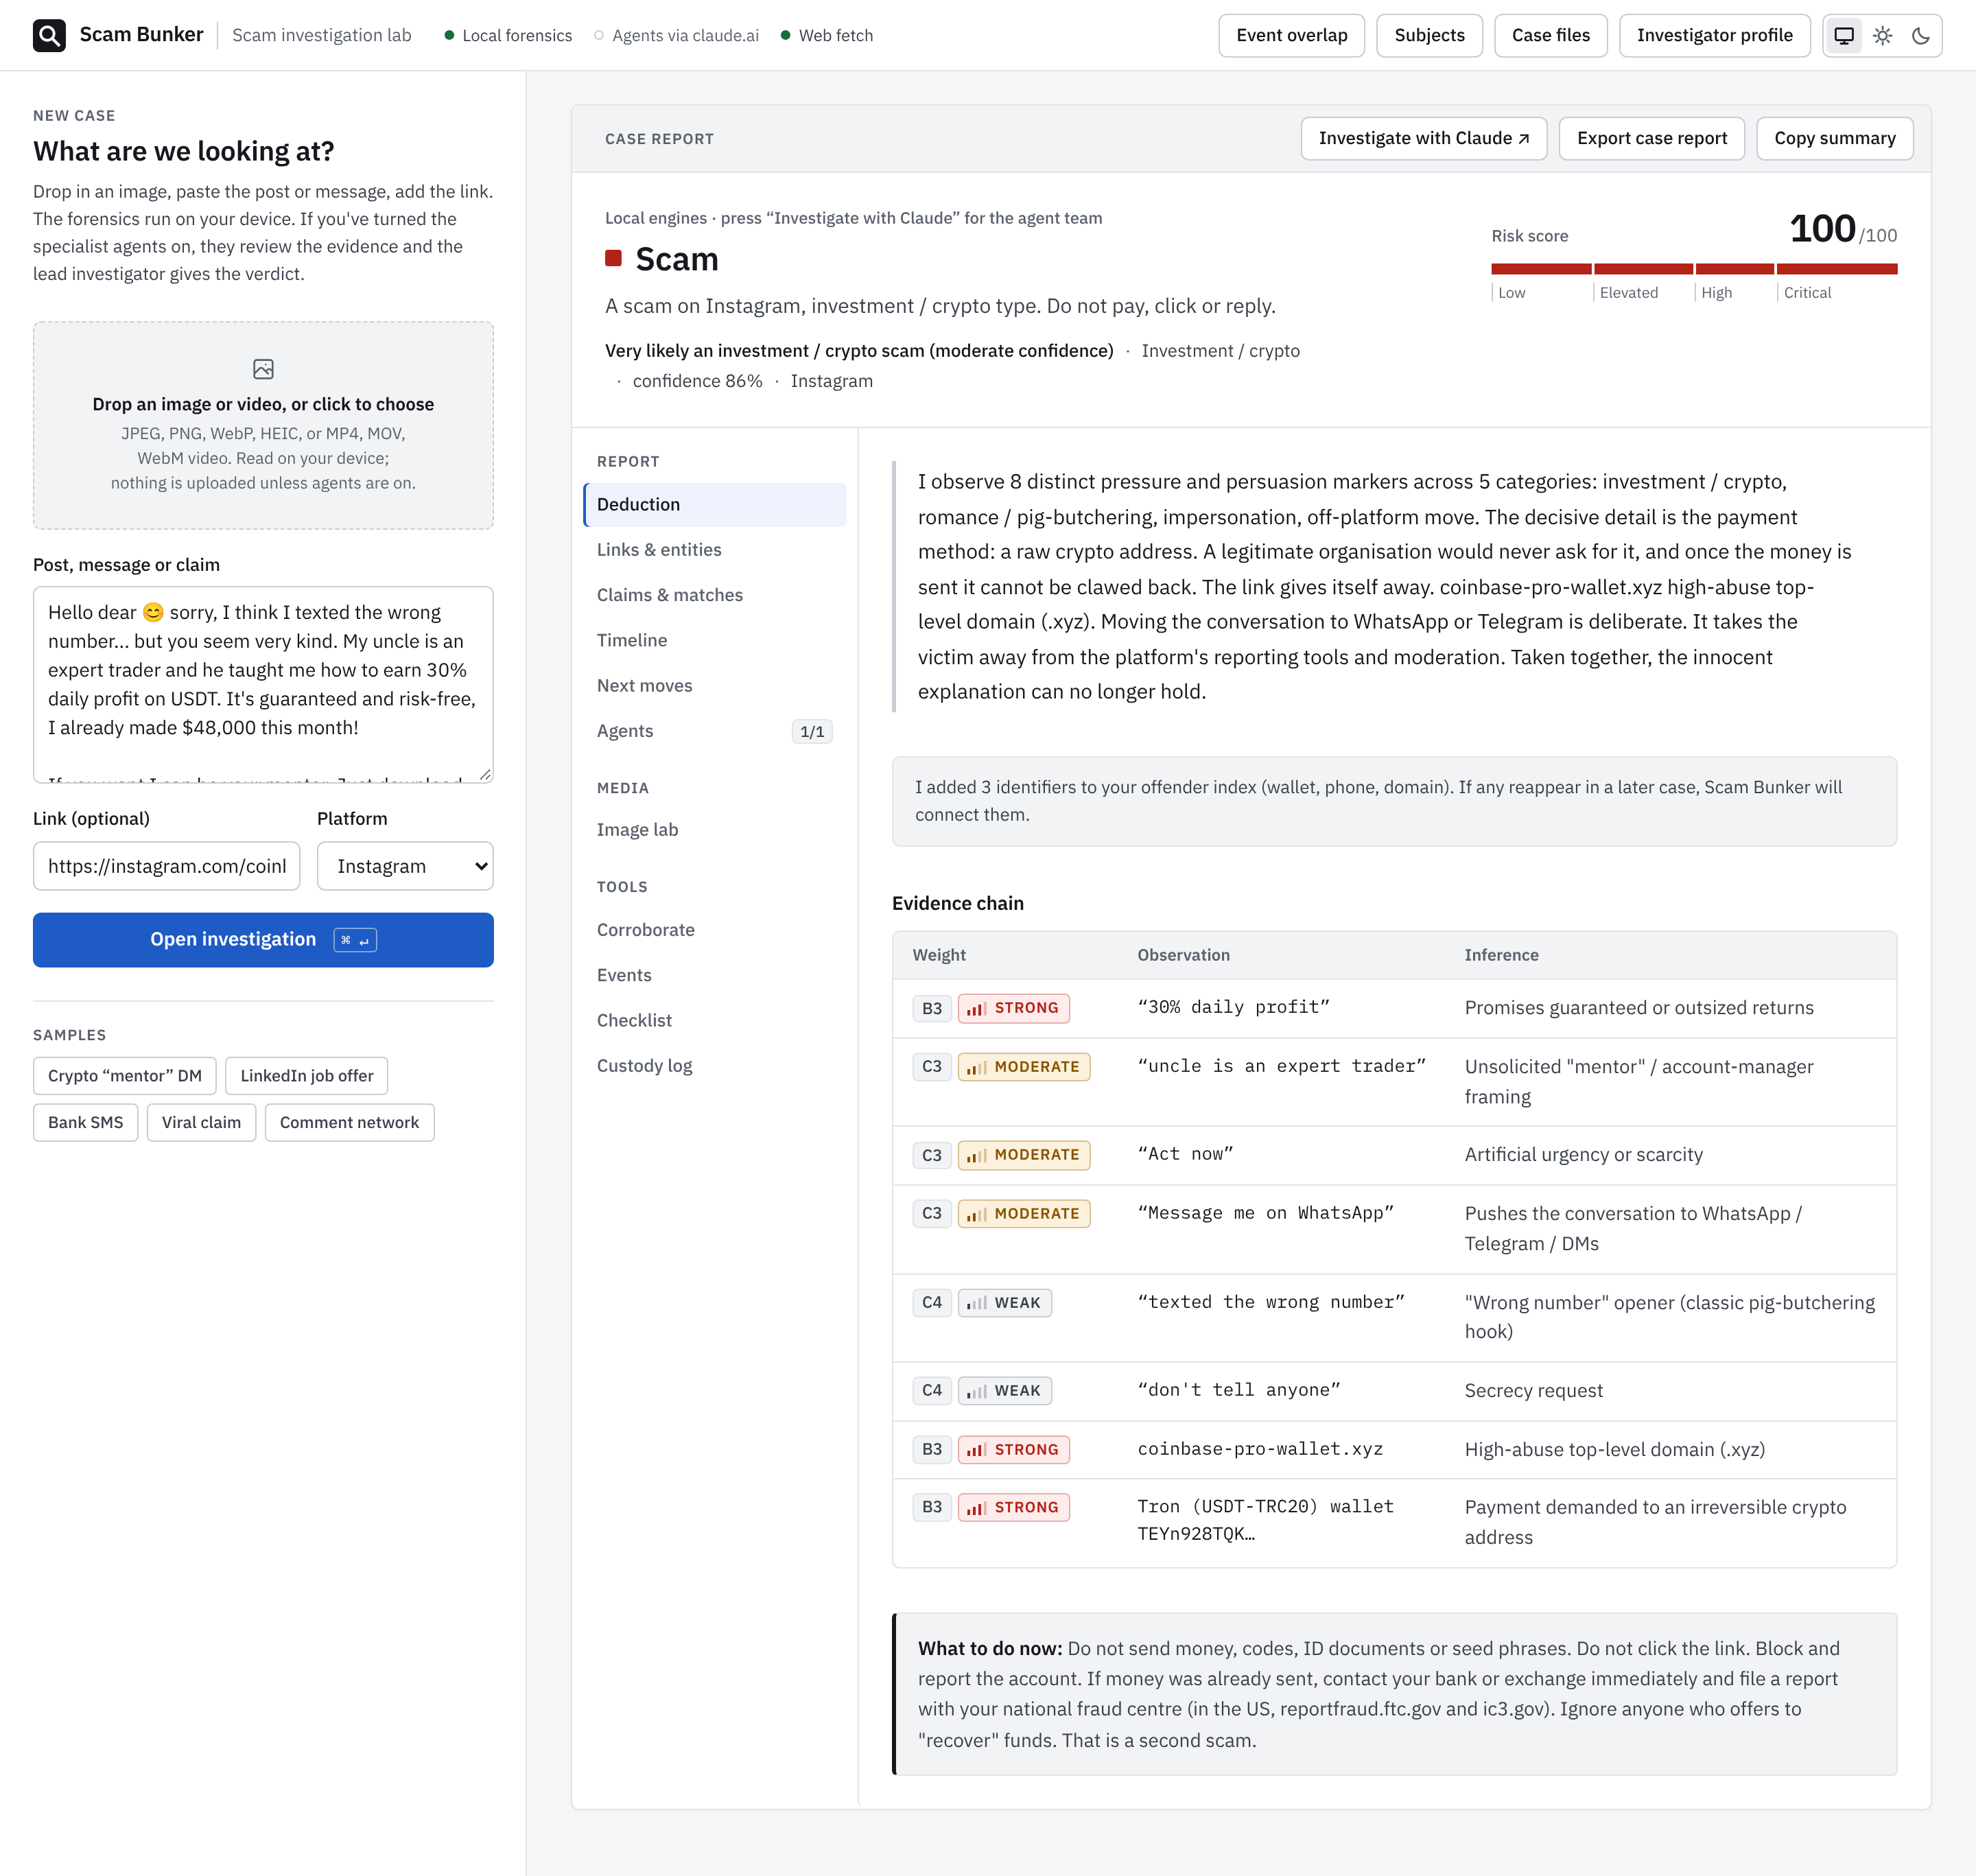 Scam Bunker
Scam investigation lab
Local forensics
Agents via claude.ai
Web fetch
Event overlap
Subjects
Case files
Investigator profile
NEW CASE
What are we looking at?
Drop in an image, paste the post or message, add the link.
The forensics run on your device. If you've turned the
specialist agents on, they review the evidence and the
lead investigator gives the verdict.
Drop an image or video, or click to choose
JPEG, PNG, WebP, HEIC, or MP4, MOV,
WebM video. Read on your device;
nothing is uploaded unless agents are on.
Post, message or claim
Hello dear 😊 sorry, I think I texted the wrong
number... but you seem very kind. My uncle is an
expert trader and he taught me how to earn 30%
daily profit on USDT. It's guaranteed and risk-free,
I already made $48,000 this month!
Link (optional)
Platform
https://instagram.com/coinl
Instagram
Open investigation ⌘ ↵
SAMPLES
Crypto “mentor” DM
LinkedIn job offer
Bank SMS
Viral claim
Comment network
CASE REPORT
Investigate with Claude ↗
Export case report
Copy summary
Local engines · press “Investigate with Claude” for the agent team
Scam
A scam on Instagram, investment / crypto type. Do not pay, click or reply.
Very likely an investment / crypto scam (moderate confidence) · Investment / crypto
· confidence 86% · Instagram
Risk score
100/100
Low
Elevated
High
Critical
REPORT
Deduction
Links & entities
Claims & matches
Timeline
Next moves
Agents 1/1
MEDIA
Image lab
TOOLS
Corroborate
Events
Checklist
Custody log
I observe 8 distinct pressure and persuasion markers across 5 categories: investment / crypto,
romance / pig-butchering, impersonation, off-platform move. The decisive detail is the payment
method: a raw crypto address. A legitimate organisation would never ask for it, and once the money is
sent it cannot be clawed back. The link gives itself away. coinbase-pro-wallet.xyz high-abuse top-
level domain (.xyz). Moving the conversation to WhatsApp or Telegram is deliberate. It takes the
victim away from the platform's reporting tools and moderation. Taken together, the innocent
explanation can no longer hold.
I added 3 identifiers to your offender index (wallet, phone, domain). If any reappear in a later case, Scam Bunker will
connect them.
Evidence chain
Weight
Observation
Inference
B3 STRONG
“30% daily profit”
Promises guaranteed or outsized returns
C3 MODERATE
“uncle is an expert trader”
Unsolicited "mentor" / account-manager
framing
C3 MODERATE
“Act now”
Artificial urgency or scarcity
C3 MODERATE
“Message me on WhatsApp”
Pushes the conversation to WhatsApp /
Telegram / DMs
C4 WEAK
“texted the wrong number”
"Wrong number" opener (classic pig-butchering
hook)
C4 WEAK
“don't tell anyone”
Secrecy request
B3 STRONG
coinbase-pro-wallet.xyz
High-abuse top-level domain (.xyz)
B3 STRONG
Tron (USDT-TRC20) wallet
TEYn928TQK…
Payment demanded to an irreversible crypto
address
What to do now: Do not send money, codes, ID documents or seed phrases. Do not click the link. Block and
report the account. If money was already sent, contact your bank or exchange immediately and file a report
with your national fraud centre (in the US, reportfraud.ftc.gov and ic3.gov). Ignore anyone who offers to
"recover" funds. That is a second scam.